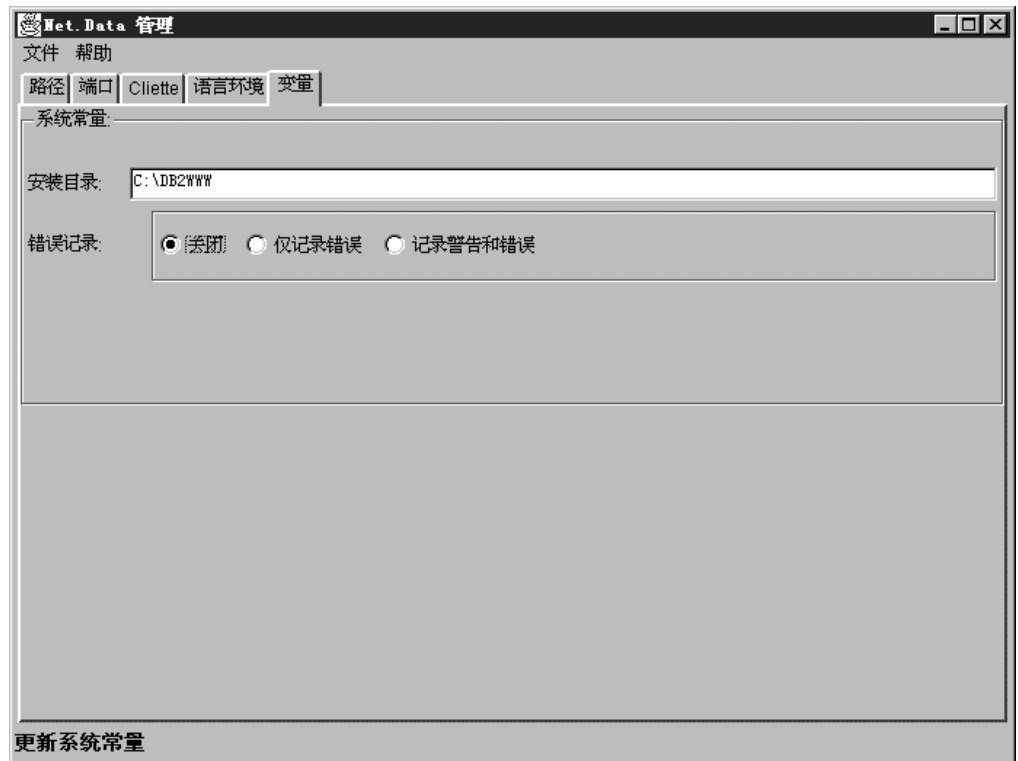 Net.Data 管理
文件 帮助
路径 端口 Cliette 语言环境 变量
系统常量:
安装目录: C:\DB2WWW
错误记录: 关闭 仅记录错误 记录警告和错误
更新系统常量